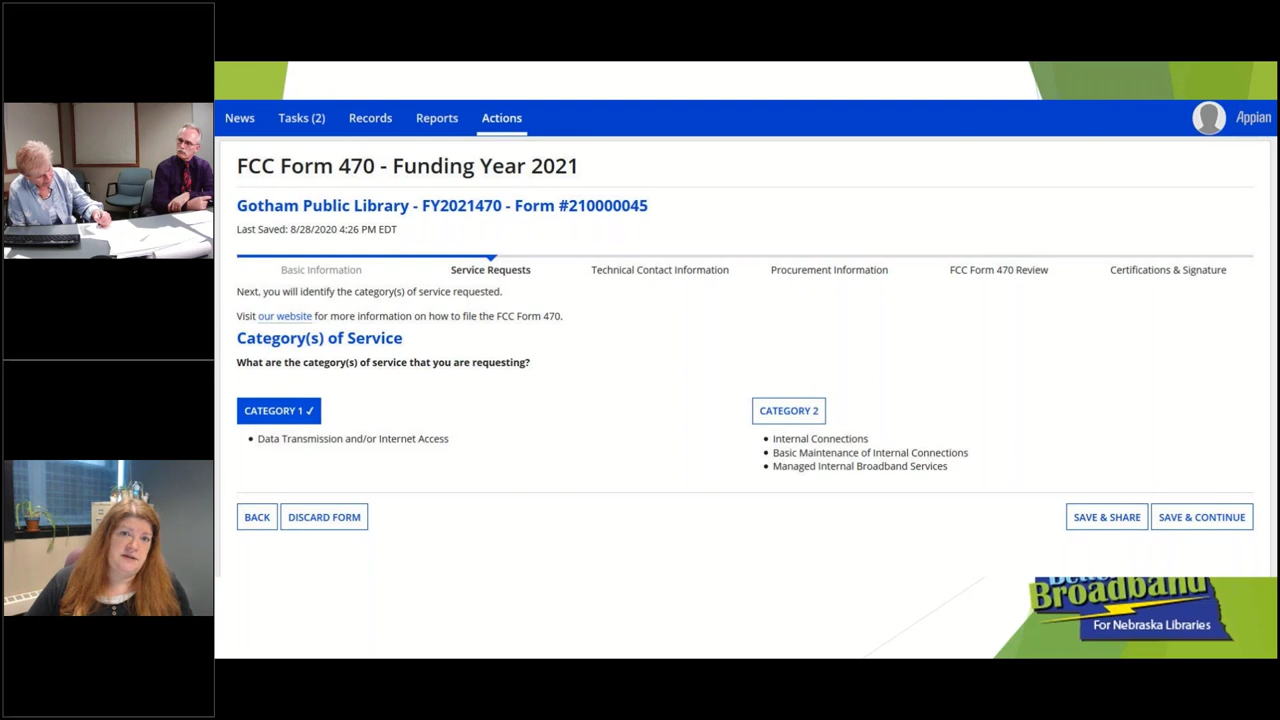 News Tasks (2) Records Reports Actions Appian
FCC Form 470 - Funding Year 2021
Gotham Public Library - FY2021470 - Form #210000045
Last Saved: 8/28/2020 4:26 PM EDT
Basic Information Service Requests Technical Contact Information Procurement Information FCC Form 470 Review Certifications & Signature
Next, you will identify the category(s) of service requested.
Visit our website for more information on how to file the FCC Form 470.
Category(s) of Service
What are the category(s) of service that you are requesting?
CATEGORY 1 ✓ CATEGORY 2
• Data Transmission and/or Internet Access • Internal Connections
• Basic Maintenance of Internal Connections
• Managed Internal Broadband Services
BACK DISCARD FORM SAVE & SHARE SAVE & CONTINUE
Broadband
For Nebraska Libraries